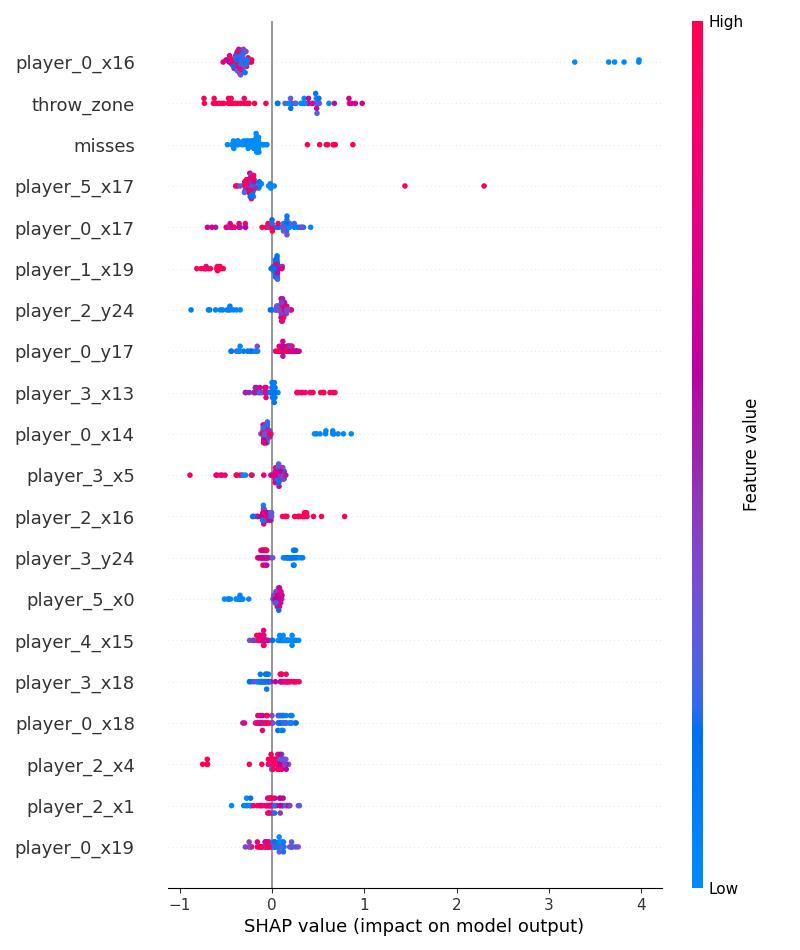 High
player_0_x16
throw_zone
misses
player_5_x17
player_0_x17
player_1_x19
player_2_y24
player_0_y17
player_3_x13
player_0_x14
player_3_x5
player_2_x16
player_3_y24
player_5_x0
player_4_x15
player_3_x18
player_0_x18
player_2_x4
player_2_x1
player_0_x19
Feature value
Low
−1 0 1 2 3 4
SHAP value (impact on model output)